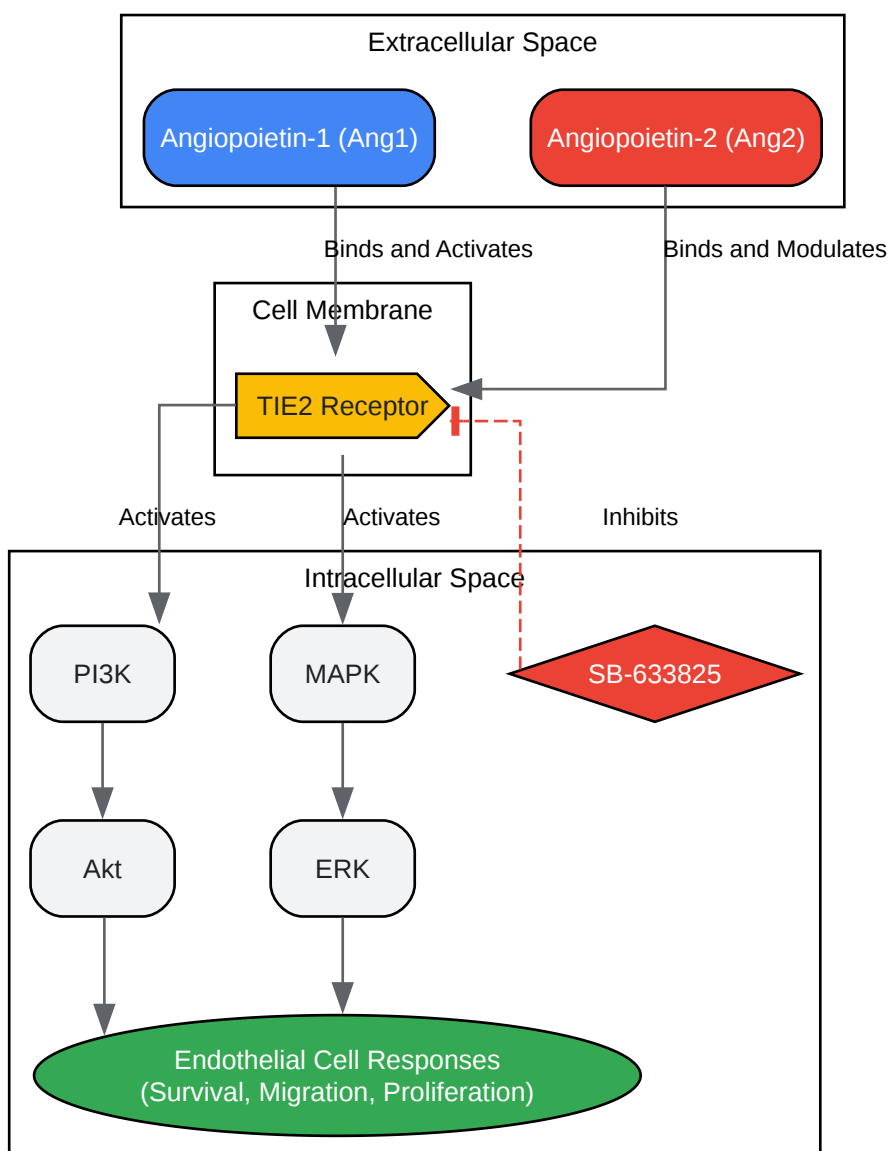 Extracellular Space
Angiopoietin-1 (Ang1)
Angiopoietin-2 (Ang2)
Binds and Activates
Binds and Modulates
Cell Membrane
TIE2 Receptor
Activates
Activates
Inhibits
Intracellular Space
PI3K
MAPK
SB-633825
Akt
ERK
Endothelial Cell Responses
(Survival, Migration, Proliferation)